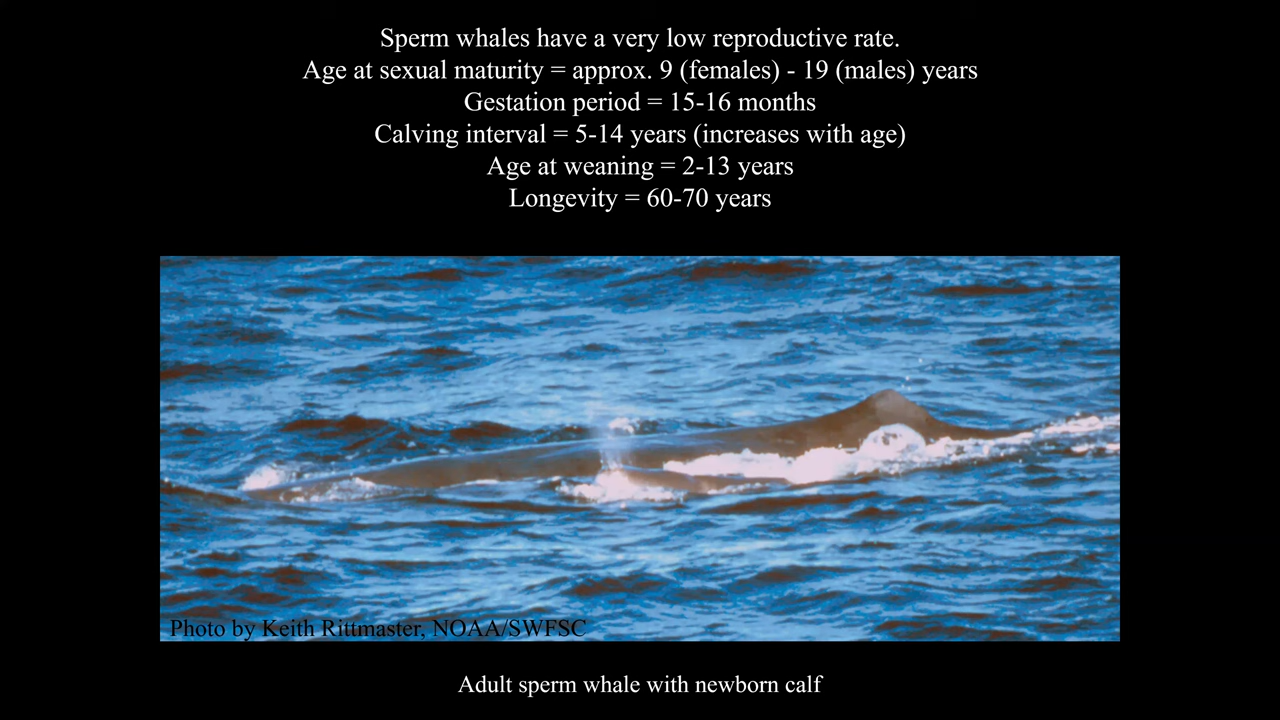 Sperm whales have a very low reproductive rate.
Age at sexual maturity = approx. 9 (females) - 19 (males) years
Gestation period = 15-16 months
Calving interval = 5-14 years (increases with age)
Age at weaning = 2-13 years
Longevity = 60-70 years
Photo by Keith Rittmaster, NOAA/SWFSC
Adult sperm whale with newborn calf